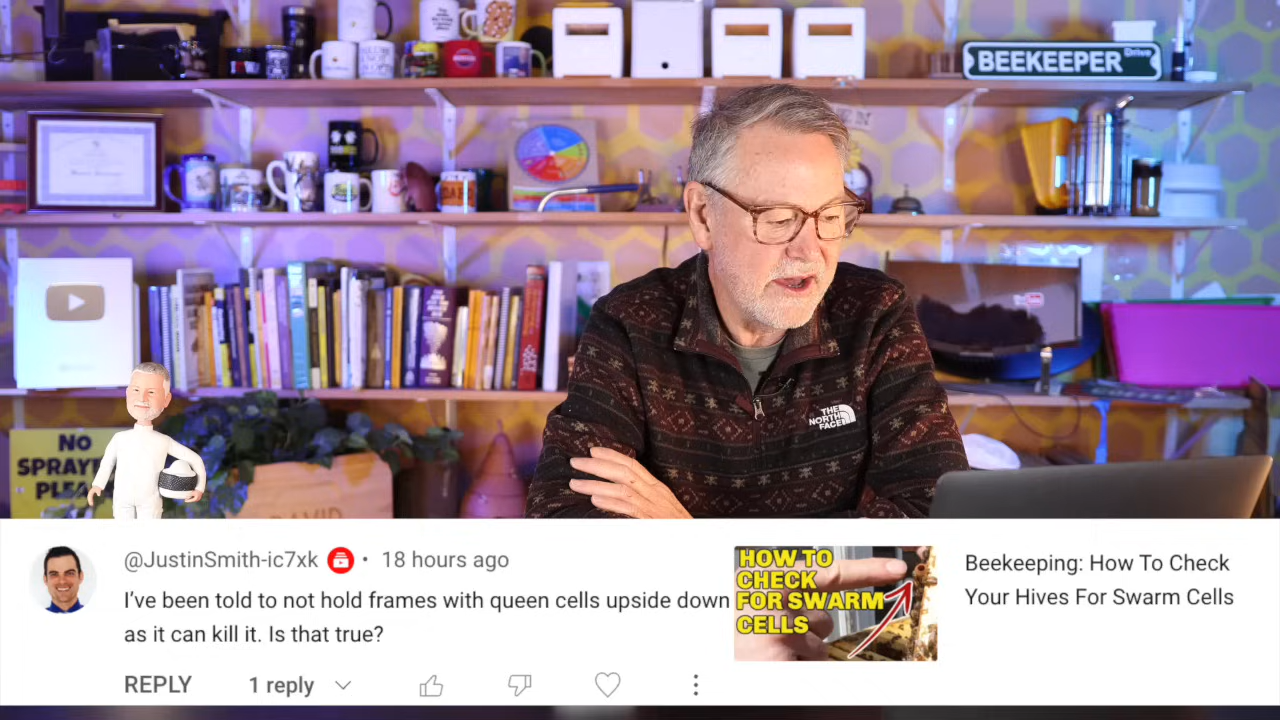 BEEKEEPER Drive
NO
SPRAY
PLEA
DAVID
THE
NORTH
FACE
@JustinSmith-ic7xk • 18 hours ago
I've been told to not hold frames with queen cells upside down
as it can kill it. Is that true?
REPLY 1 reply
HOW TO
CHECK
FOR SWARM
CELLS
Beekeeping: How To Check
Your Hives For Swarm Cells